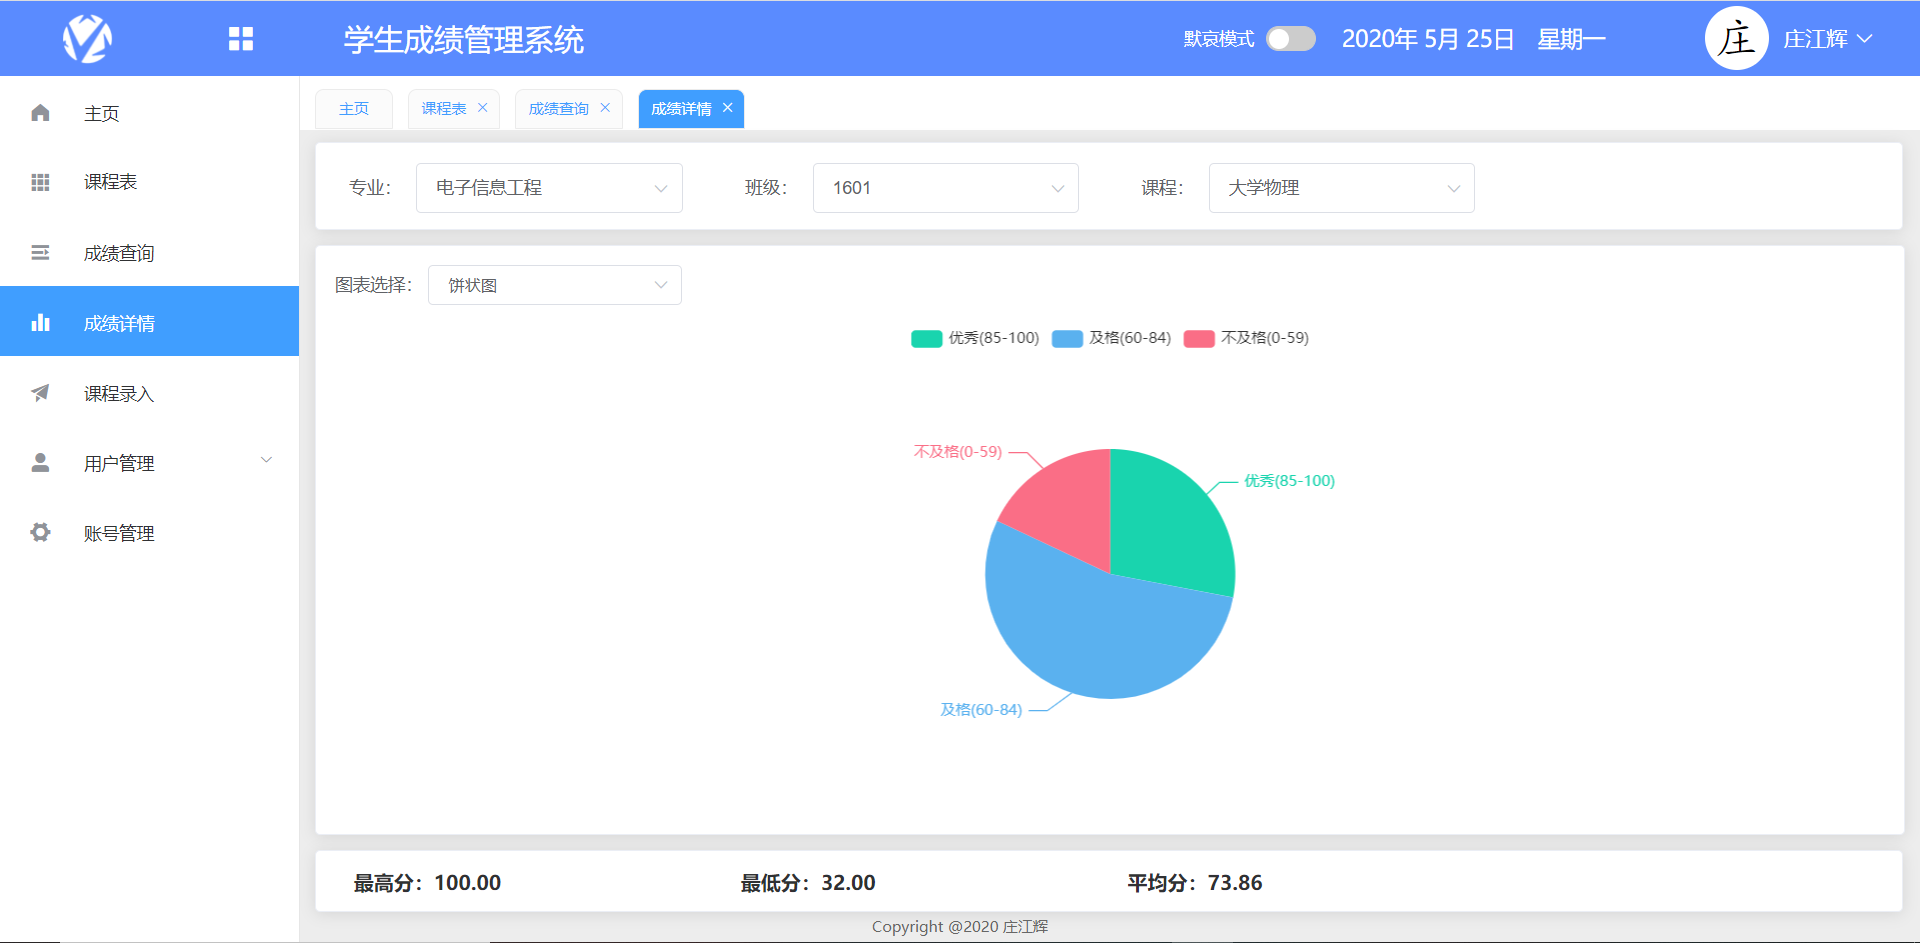 学生成绩管理系统
默哀模式
2020年 5月 25日 星期一
庄
庄江辉
主页
课程表
成绩查询
成绩详情
课程录入
用户管理
账号管理
主页
课程表
成绩查询
成绩详情
专业：
电子信息工程
班级：
1601
课程：
大学物理
图表选择：
饼状图
优秀(85-100)
及格(60-84)
不及格(0-59)
不及格(0-59)
优秀(85-100)
及格(60-84)
最高分：100.00
最低分：32.00
平均分：73.86
Copyright @2020 庄江辉